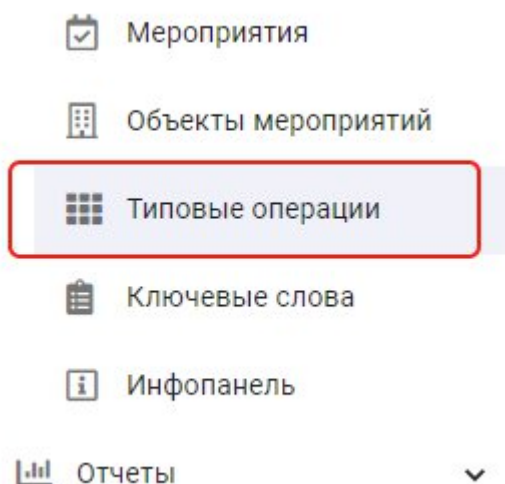 Мероприятия
Объекты мероприятий
Типовые операции
Ключевые слова
Инфопанель
Отчеты